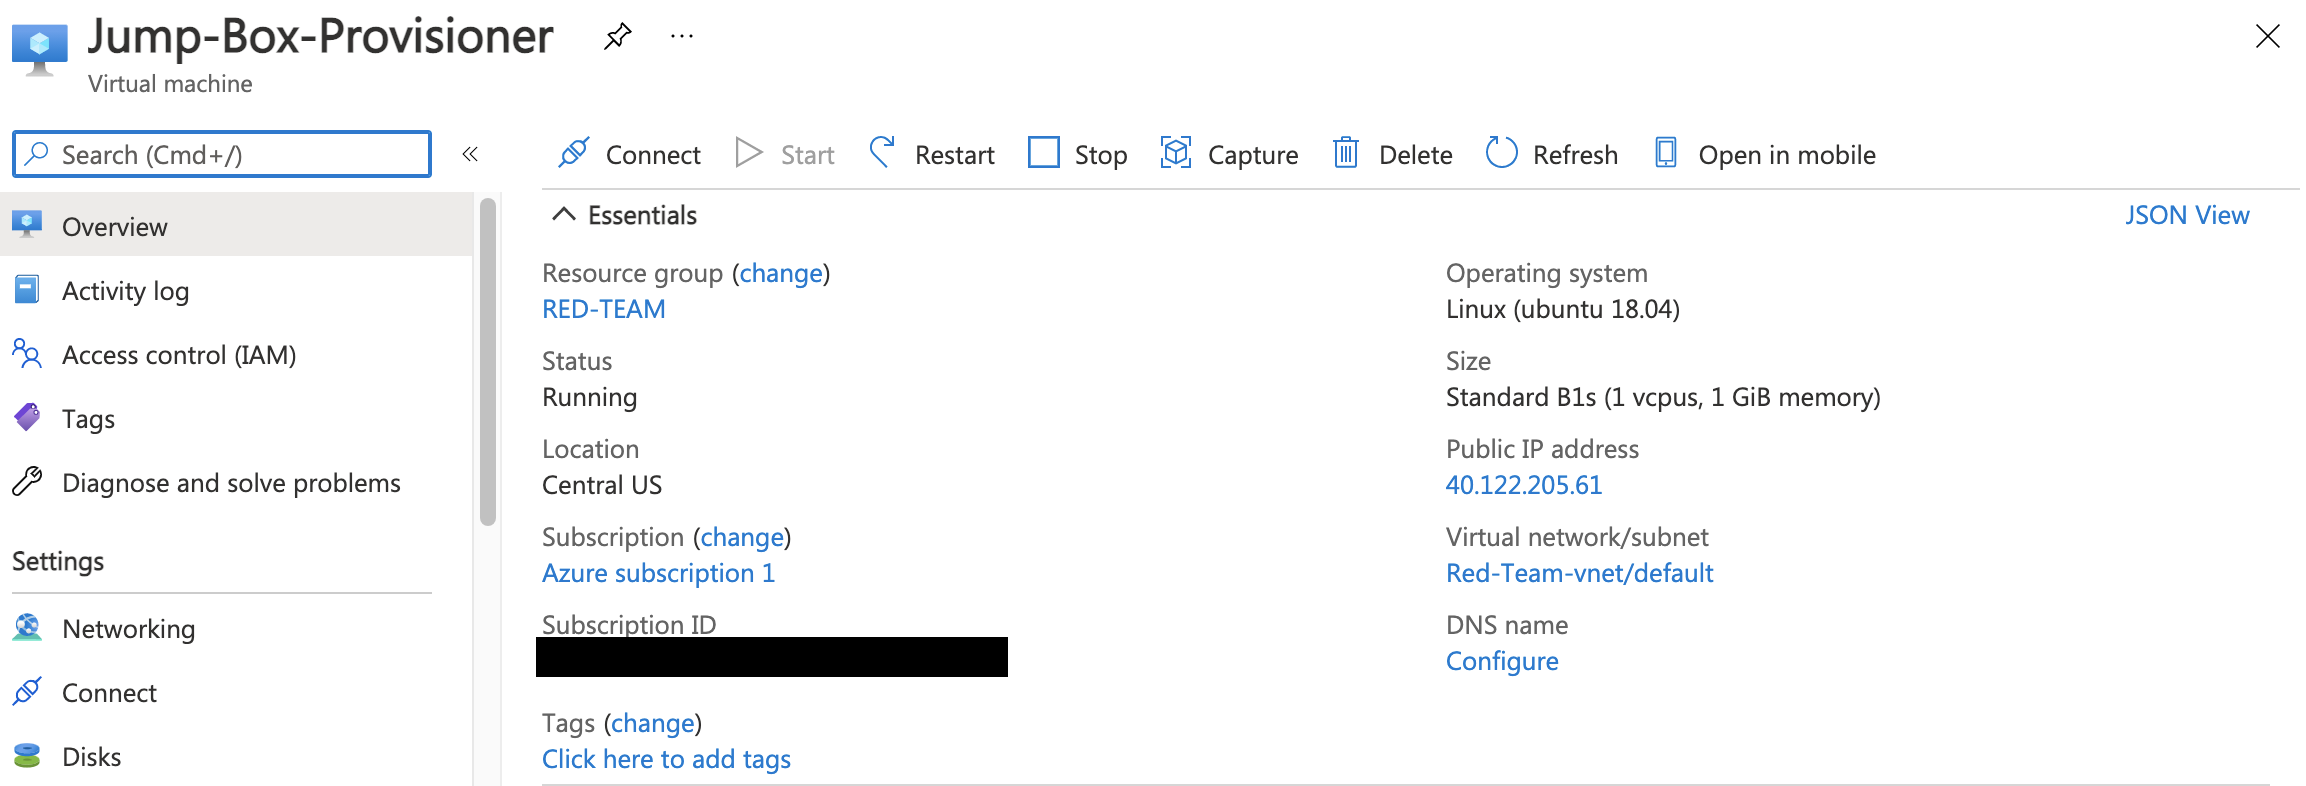 Jump-Box-Provisioner
Virtual machine
Search (Cmd+/)
Connect
Start
Restart
Stop
Capture
Delete
Refresh
Open in mobile
Overview
Activity log
Access control (IAM)
Tags
Diagnose and solve problems
Settings
Networking
Connect
Disks
Essentials
JSON View
Resource group (change)
RED-TEAM
Status
Running
Location
Central US
Subscription (change)
Azure subscription 1
Subscription ID
Tags (change)
Click here to add tags
Operating system
Linux (ubuntu 18.04)
Size
Standard B1s (1 vcpus, 1 GiB memory)
Public IP address
40.122.205.61
Virtual network/subnet
Red-Team-vnet/default
DNS name
Configure